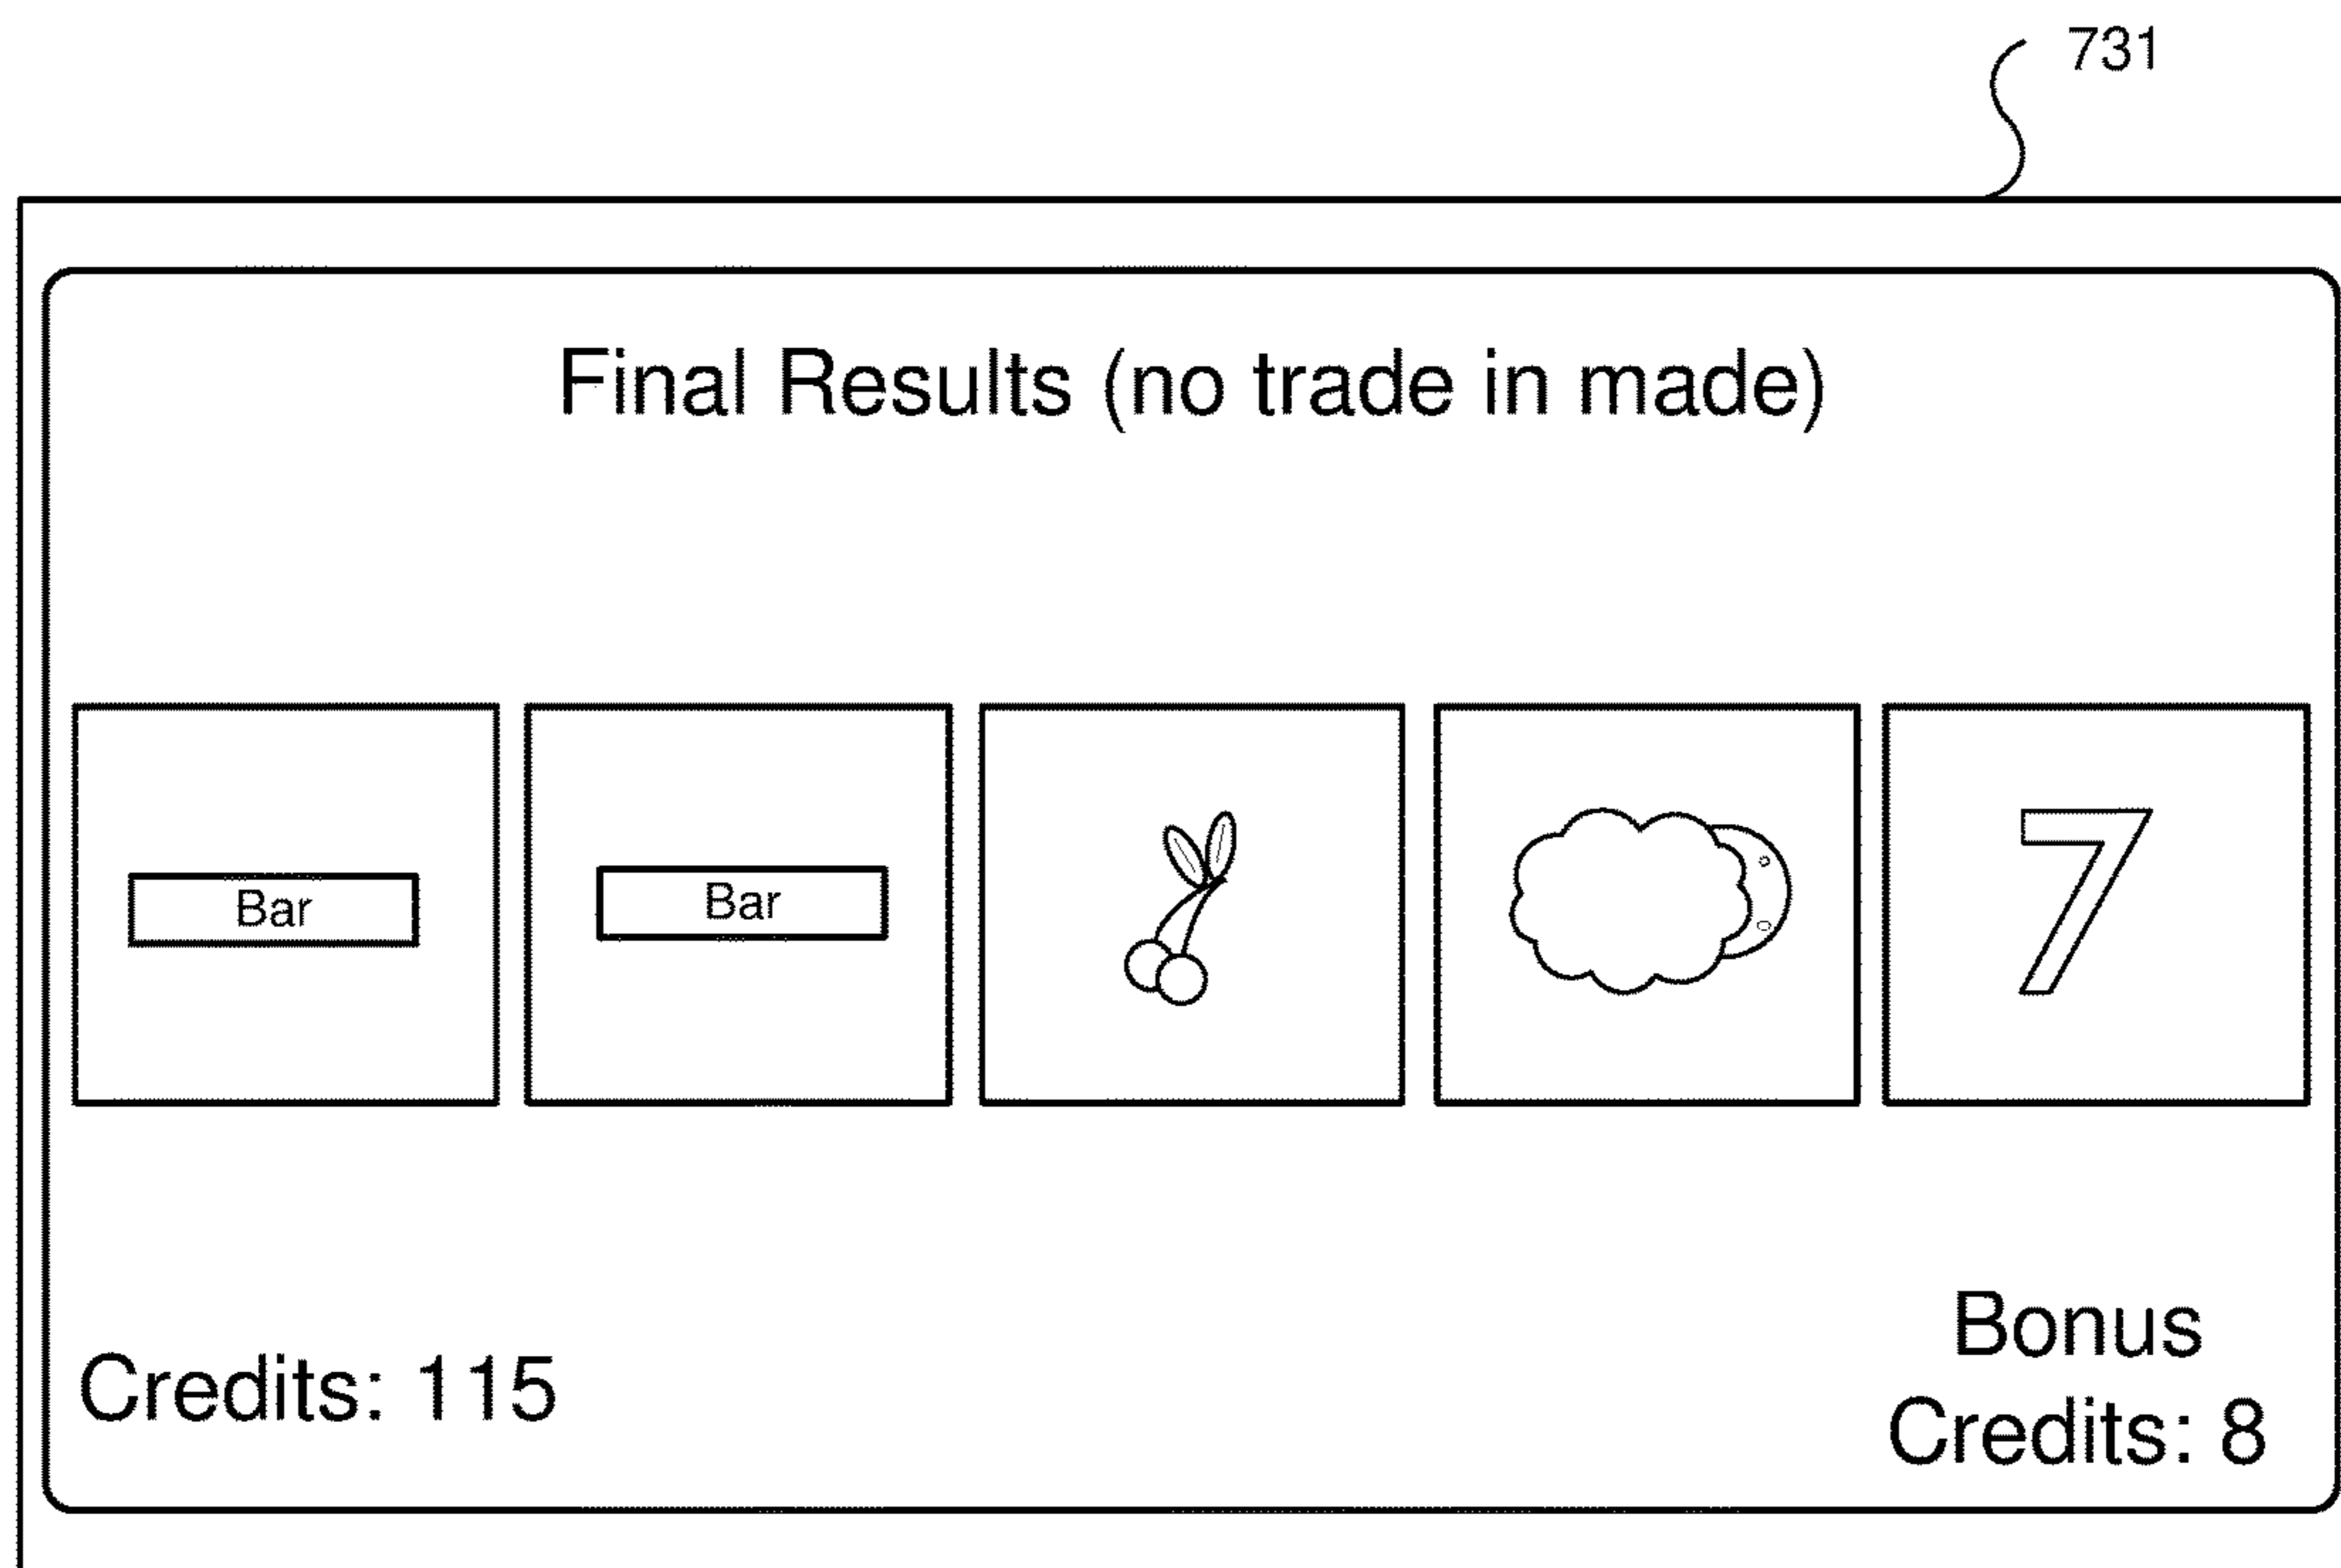 731
Final Results (no trade in made)
Bar
Bar
7
Credits: 115
Bonus
Credits: 8